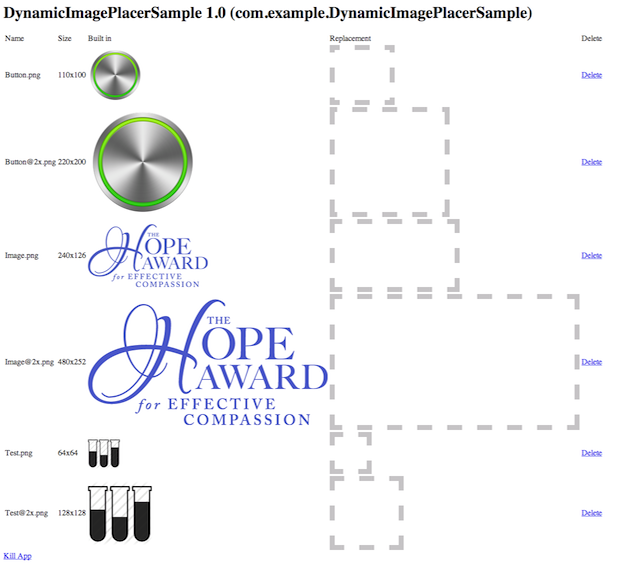 DynamicImagePlacerSample 1.0 (com.example.DynamicImagePlacerSample)
Name Size Built in Replacement Delete
Button.png 110x100 Delete
Button@2x.png 220x200 Delete
THE
HOPE
Image.png 240x126 AWARD Delete
for EFFECTIVE
COMPASSION
THE
HOPE
Image@2x.png 480x252 AWARD Delete
for EFFECTIVE
COMPASSION
Test.png 64x64 Delete
Test@2x.png 128x128 Delete
Kill App